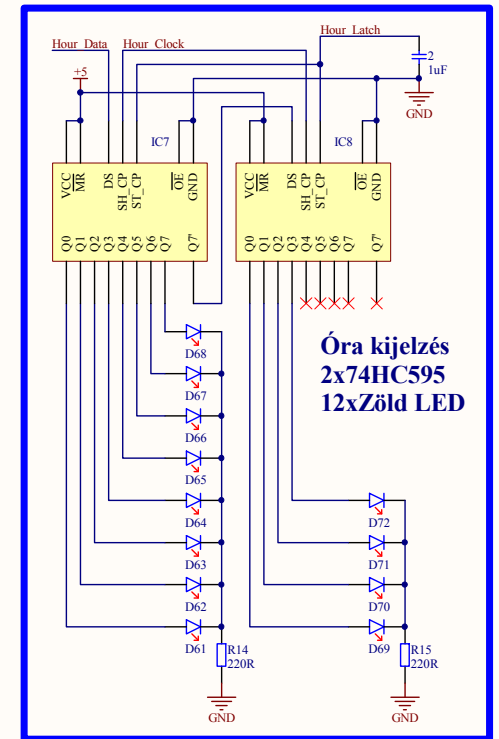 Hour_Data
Hour_Clock
Hour_Latch
+5
2
1uF
GND
IC7
IC8
VCC
MR
DS
SH_CP
ST_CP
OE
GND
VCC
MR
DS
SH_CP
ST_CP
OE
GND
Q0
Q1
Q2
Q3
Q4
Q5
Q6
Q7
Q7'
Q0
Q1
Q2
Q3
Q4
Q5
Q6
Q7
Q7'
Óra kijelzés
2x74HC595
12xZöld LED
D68
D67
D66
D65
D64
D63
D62
D61
D72
D71
D70
D69
R14
220R
R15
220R
GND
GND